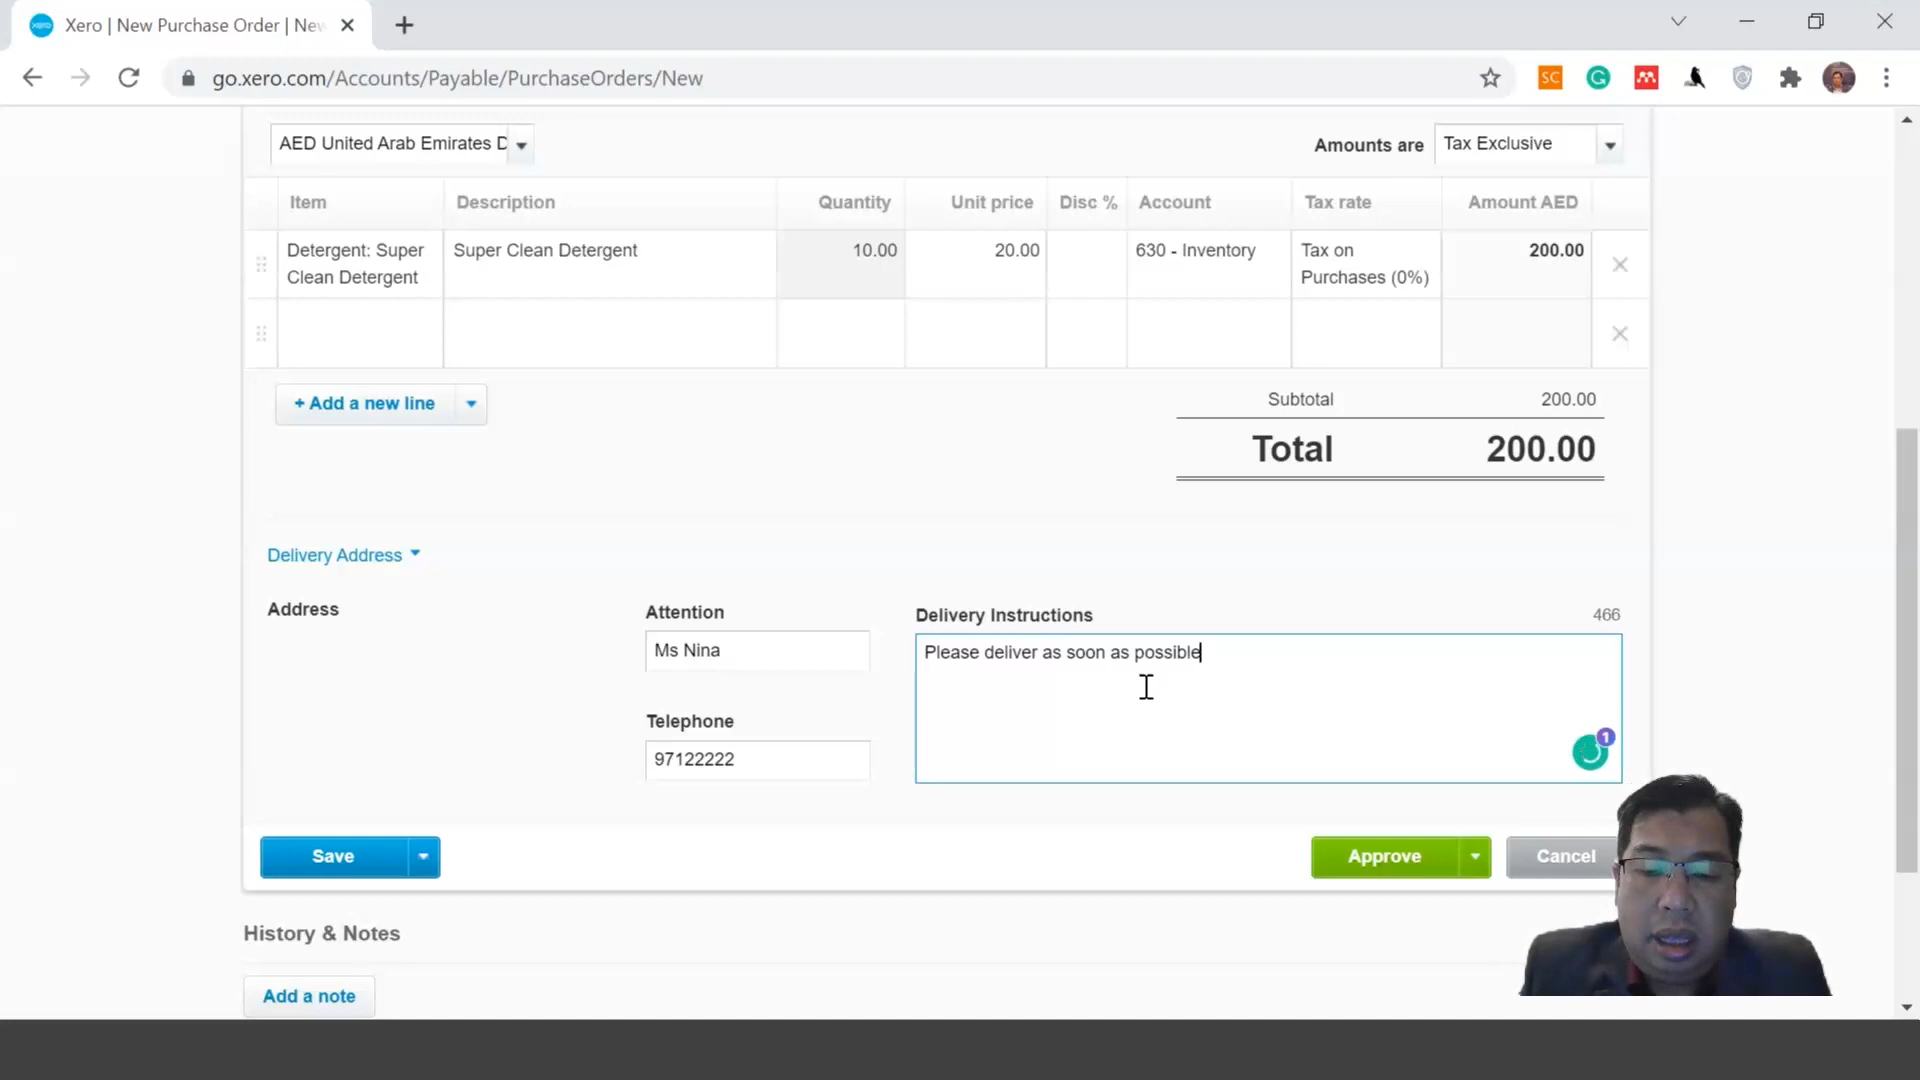 Xero | New Purchase Order | New
go.xero.com/Accounts/Payable/PurchaseOrders/New
SC
AED United Arab Emirates D
Amounts are
Tax Exclusive
Item
Description
Quantity
Unit price
Disc %
Account
Tax rate
Amount AED
Detergent: Super
Clean Detergent
Super Clean Detergent
10.00
20.00
630 - Inventory
Tax on
Purchases (0%)
200.00
+ Add a new line
Subtotal
200.00
Total
200.00
Delivery Address
Address
Attention
Ms Nina
Telephone
97122222
Delivery Instructions
466
Please deliver as soon as possible
1
Save
Approve
Cancel
History & Notes
Add a note